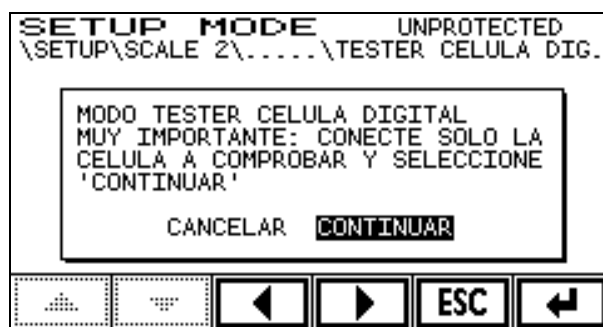 SETUP MODE UNPROTECTED
\SETUP\SCALE 2\.....\TESTER CELULA DIG.
MODO TESTER CELULA DIGITAL
MUY IMPORTANTE: CONECTE SOLO LA
CELULA A COMPROBAR Y SELECCIONE
'CONTINUAR'
CANCELAR CONTINUAR
ESC